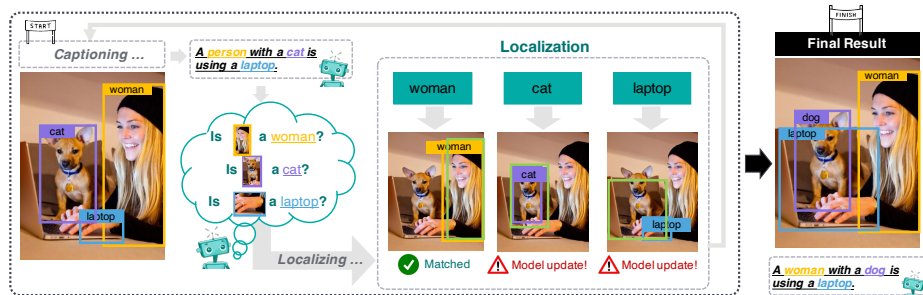 START
Captioning ...
A person with a cat is
using a laptop.
woman
cat
laptop
Is a woman?
Is a cat?
Is a laptop?
Localizing ...
Localization
woman
cat
laptop
woman
cat
laptop
Matched
Model update!
Model update!
FINISH
Final Result
woman
dog
laptop
A woman with a dog is
using a laptop.